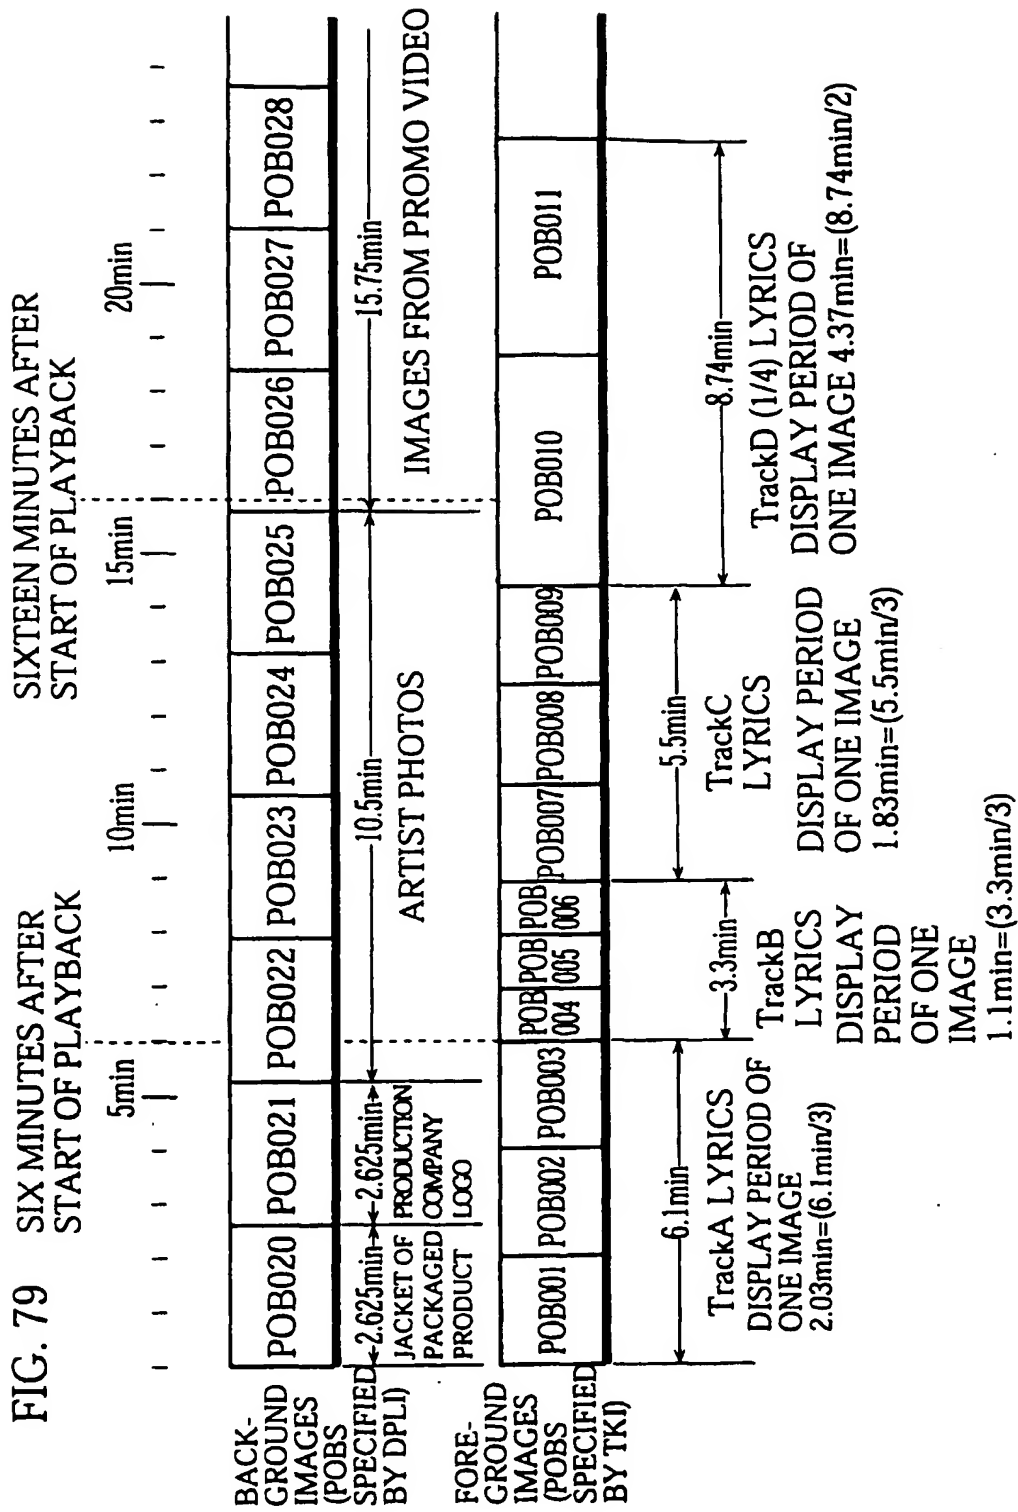 FIG. 79
SIX MINUTES AFTER
START OF PLAYBACK
SIXTEEN MINUTES AFTER
START OF PLAYBACK
5min
10min
15min
20min
BACK-
GROUND
IMAGES
(POBS
SPECIFIED
BY DPLI)
POB020
POB021
POB022
POB023
POB024
POB025
POB026
POB027
POB028
2.625min
2.625min
10.5min
15.75min
JACKET OF
PACKAGED
PRODUCT
PRODUCTION
COMPANY
LOGO
ARTIST PHOTOS
IMAGES FROM PROMO VIDEO
FORE-
GROUND
IMAGES
(POBS
SPECIFIED
BY TKI)
POB001
POB002
POB003
POB
004
POB
005
POB
006
POB007
POB008
POB009
POB010
POB011
6.1min
3.3min
5.5min
8.74min
TrackA LYRICS
DISPLAY PERIOD OF
ONE IMAGE
2.03min=(6.1min/3)
TrackB
LYRICS
DISPLAY
PERIOD
OF ONE
IMAGE
1.1min=(3.3min/3)
TrackC
LYRICS
DISPLAY PERIOD
OF ONE IMAGE
1.83min=(5.5min/3)
TrackD (1/4) LYRICS
DISPLAY PERIOD OF
ONE IMAGE 4.37min=(8.74min/2)